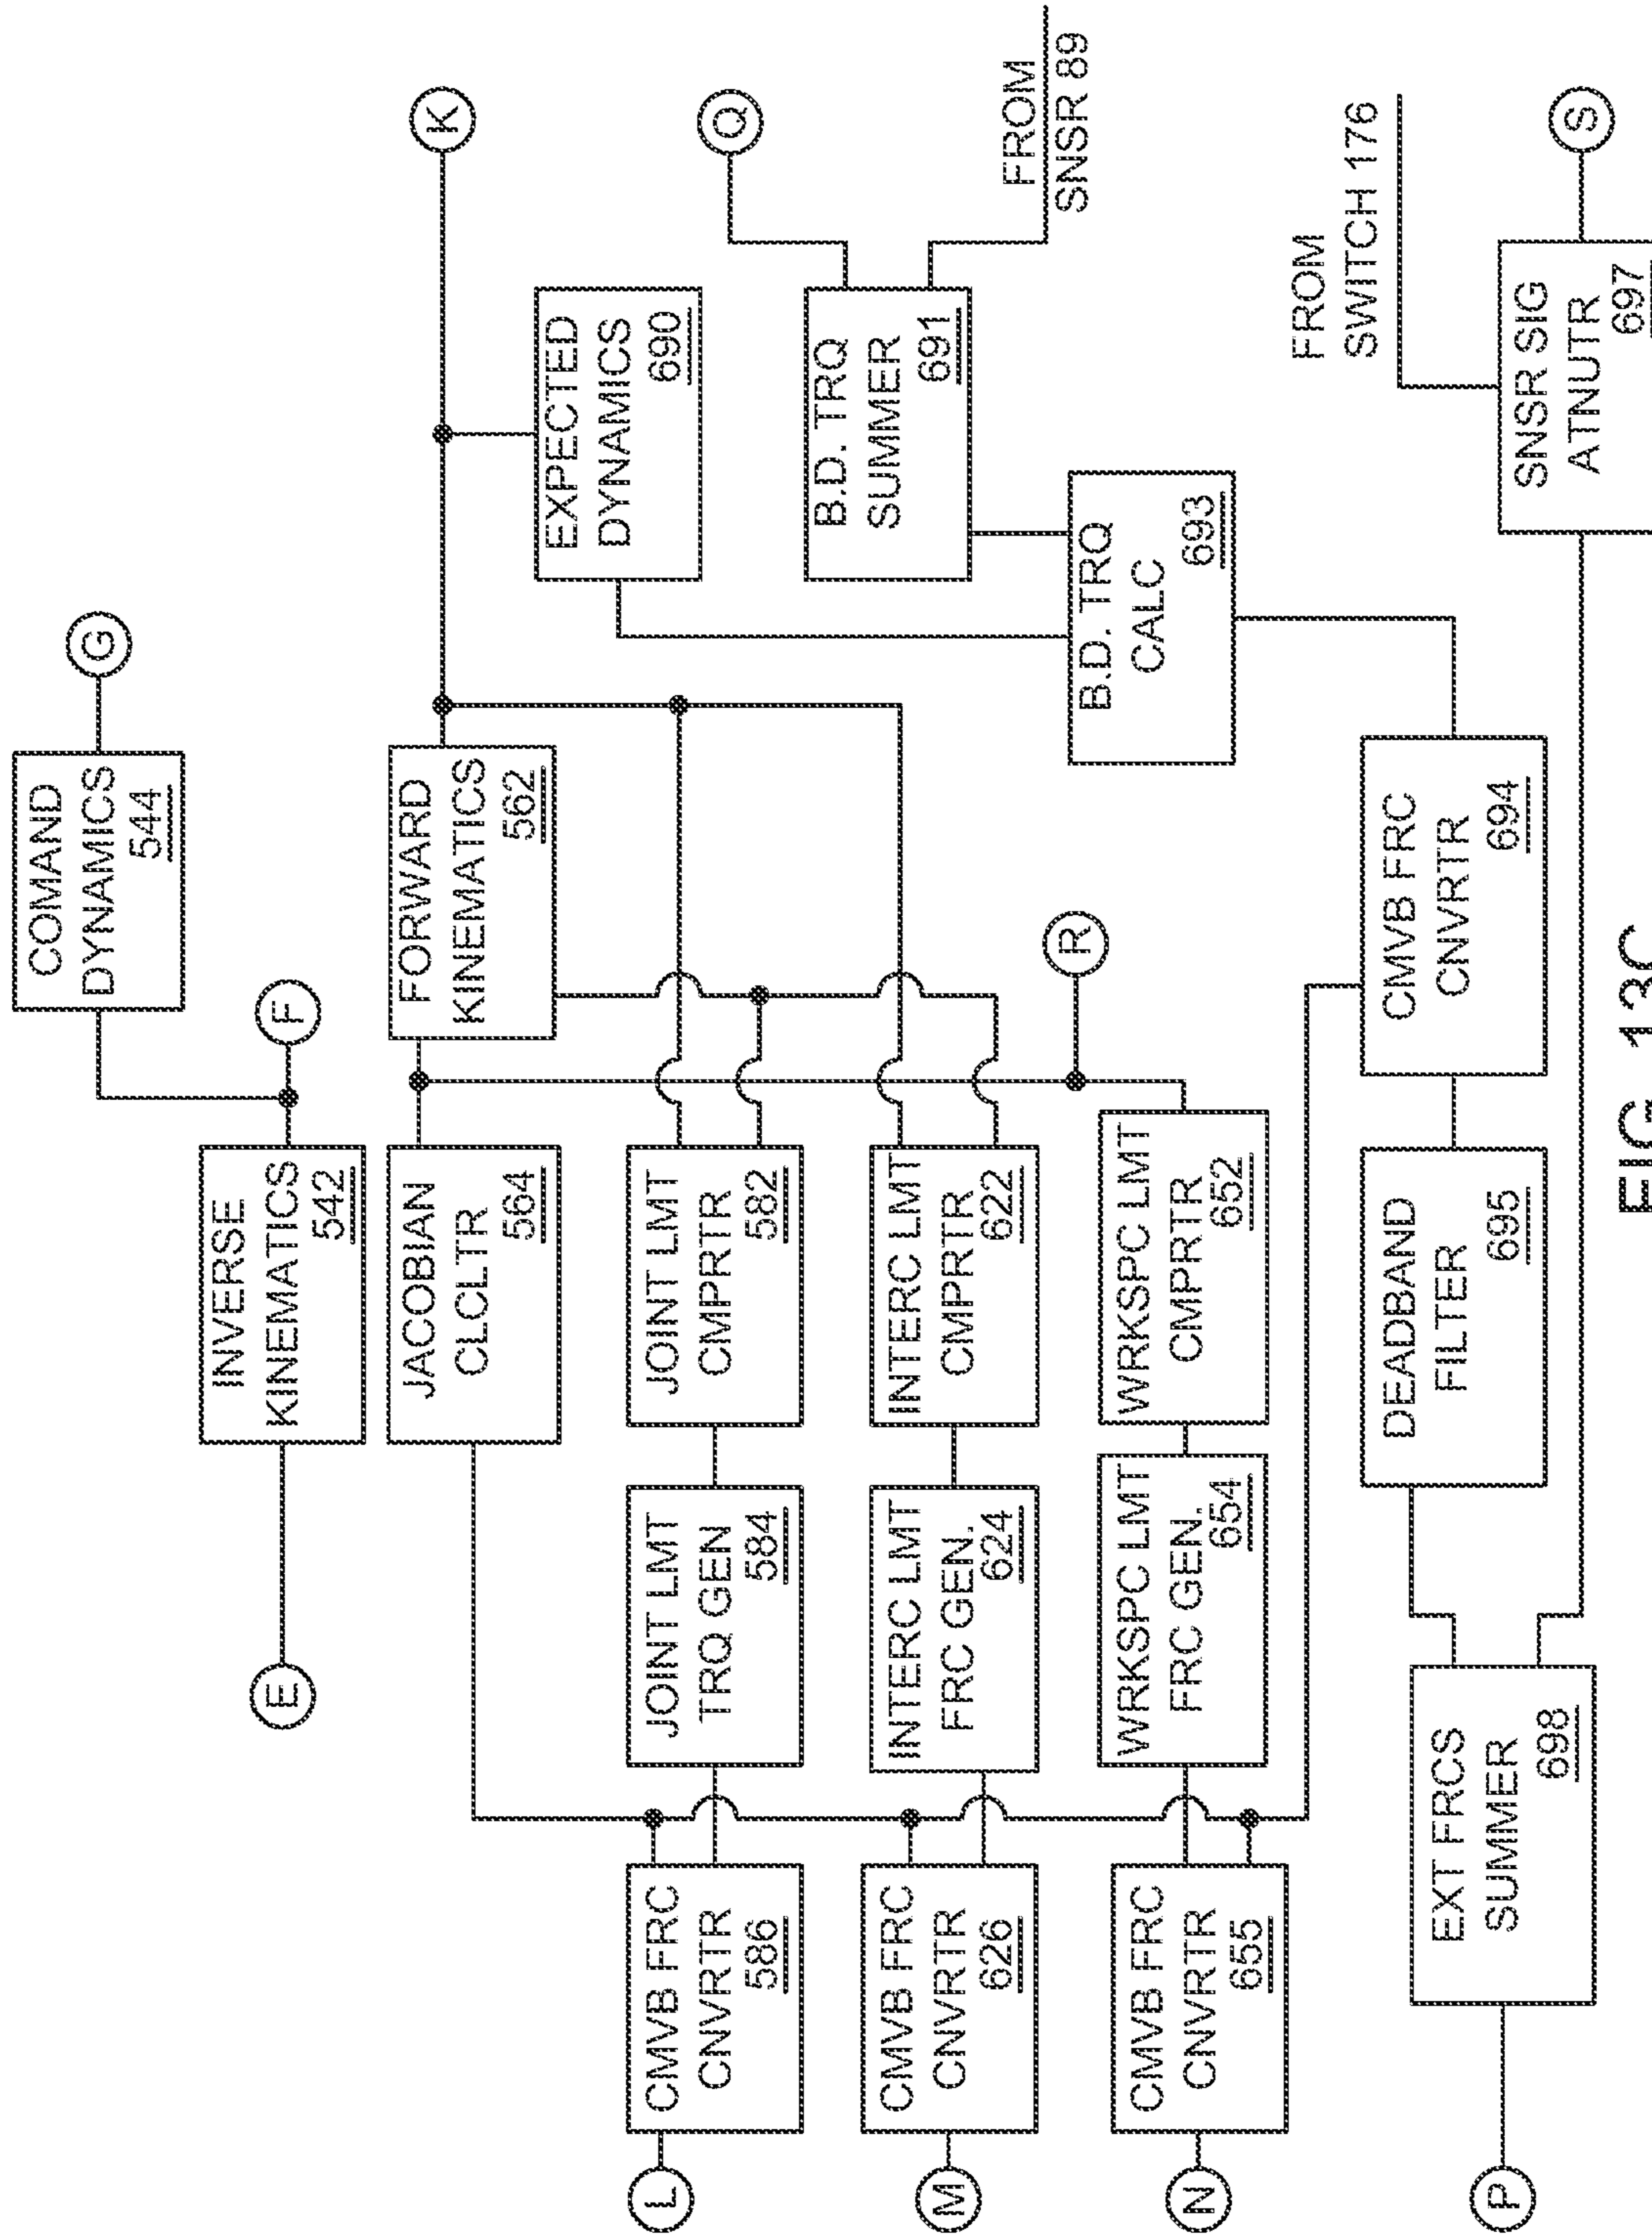 COMAND
DYNAMICS
544
G
INVERSE
KINEMATICS
542
E
F
JACOBIAN
CLCLTR
564
FORWARD
KINEMATICS
562
K
CMVB FRC
CNVRTR
586
L
JOINT LMT
TRQ GEN
584
JOINT LMT
CMPRTR
582
EXPECTED
DYNAMICS
690
CMVB FRC
CNVRTR
626
M
INTERC LMT
FRC GEN.
624
INTERC LMT
CMPRTR
622
B.D. TRQ
SUMMER
691
Q
FROM
SNSR 89
CMVB FRC
CNVRTR
655
N
WRKSPC LMT
FRC GEN.
654
WRKSPC LMT
CMPRTR
652
R
B.D. TRQ
CALC
693
FROM
SWITCH 176
DEADBAND
FILTER
695
CMVB FRC
CNVRTR
694
EXT FRCS
SUMMER
698
P
SNSR SIG
ATNUTR
697
S
FIG. 13C